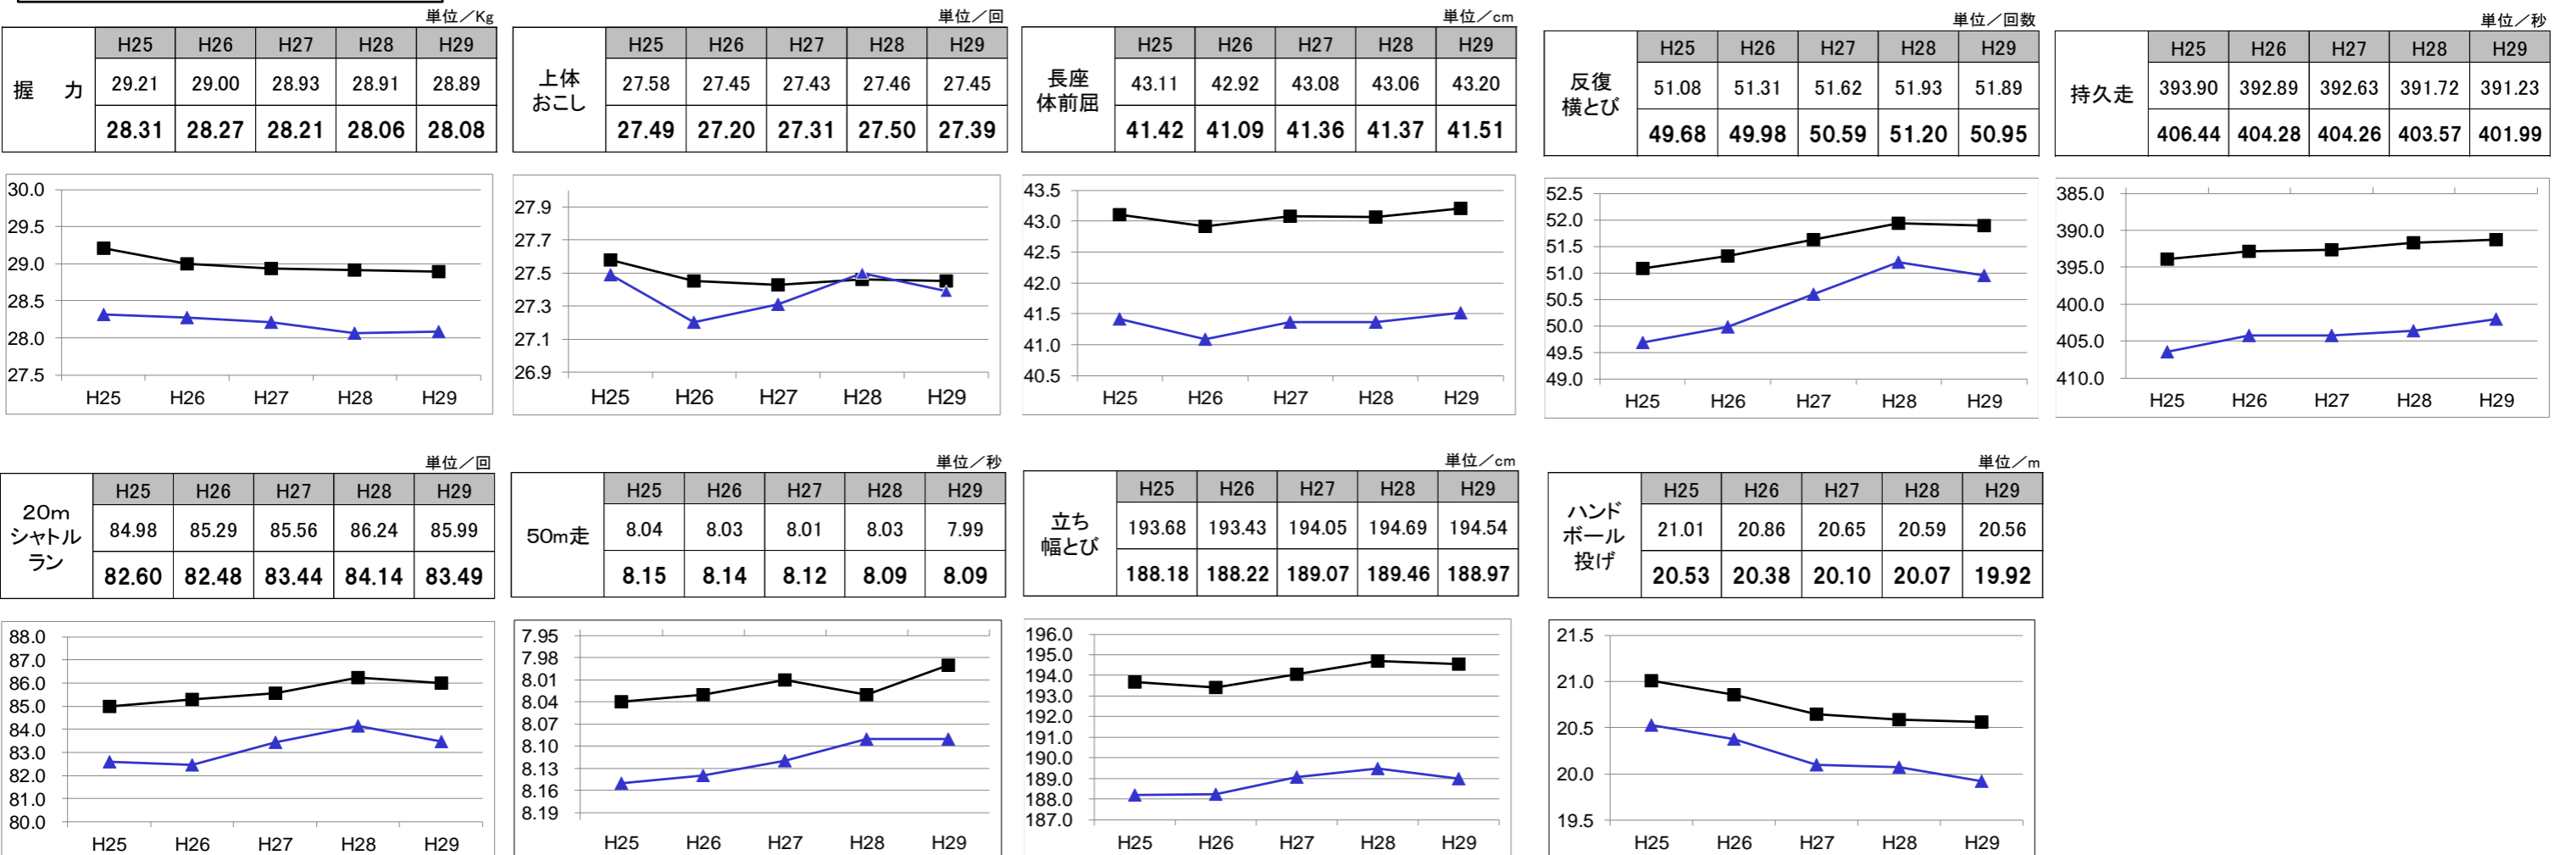 単位／Kg
握　力 H25 H26 H27 H28 H29
29.21 29.00 28.93 28.91 28.89
28.31 28.27 28.21 28.06 28.08
30.0
29.5
29.0
28.5
28.0
27.5
H25 H26 H27 H28 H29
単位／回
上体
おこし
H25 H26 H27 H28 H29
27.58 27.45 27.43 27.46 27.45
27.49 27.20 27.31 27.50 27.39
27.9
27.7
27.5
27.3
27.1
26.9
H25 H26 H27 H28 H29
単位／cm
長座
体前屈
H25 H26 H27 H28 H29
43.11 42.92 43.08 43.06 43.20
41.42 41.09 41.36 41.37 41.51
43.5
43.0
42.5
42.0
41.5
41.0
40.5
H25 H26 H27 H28 H29
単位／回数
反復
横とび
H25 H26 H27 H28 H29
51.08 51.31 51.62 51.93 51.89
49.68 49.98 50.59 51.20 50.95
52.5
52.0
51.5
51.0
50.5
50.0
49.5
49.0
H25 H26 H27 H28 H29
単位／秒
持久走
H25 H26 H27 H28 H29
393.90 392.89 392.63 391.72 391.23
406.44 404.28 404.26 403.57 401.99
385.0
390.0
395.0
400.0
405.0
410.0
H25 H26 H27 H28 H29
単位／回
20m
シャトル
ラン
H25 H26 H27 H28 H29
84.98 85.29 85.56 86.24 85.99
82.60 82.48 83.44 84.14 83.49
88.0
87.0
86.0
85.0
84.0
83.0
82.0
81.0
80.0
H25 H26 H27 H28 H29
単位／秒
50m走
H25 H26 H27 H28 H29
8.04 8.03 8.01 8.03 7.99
8.15 8.14 8.12 8.09 8.09
7.95
7.98
8.01
8.04
8.07
8.10
8.13
8.16
8.19
H25 H26 H27 H28 H29
単位／cm
立ち
幅とび
H25 H26 H27 H28 H29
193.68 193.43 194.05 194.69 194.54
188.18 188.22 189.07 189.46 188.97
196.0
195.0
194.0
193.0
192.0
191.0
190.0
189.0
188.0
187.0
H25 H26 H27 H28 H29
単位／m
ハンド
ボール
投げ
H25 H26 H27 H28 H29
21.01 20.86 20.65 20.59 20.56
20.53 20.38 20.10 20.07 19.92
21.5
21.0
20.5
20.0
19.5
H25 H26 H27 H28 H29